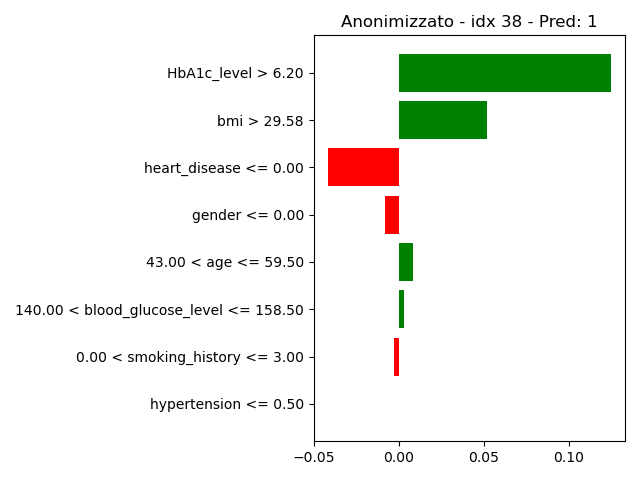 Anonimizzato - idx 38 - Pred: 1
HbA1c_level > 6.20
bmi > 29.58
heart_disease <= 0.00
gender <= 0.00
43.00 < age <= 59.50
140.00 < blood_glucose_level <= 158.50
0.00 < smoking_history <= 3.00
hypertension <= 0.50
−0.05 0.00 0.05 0.10